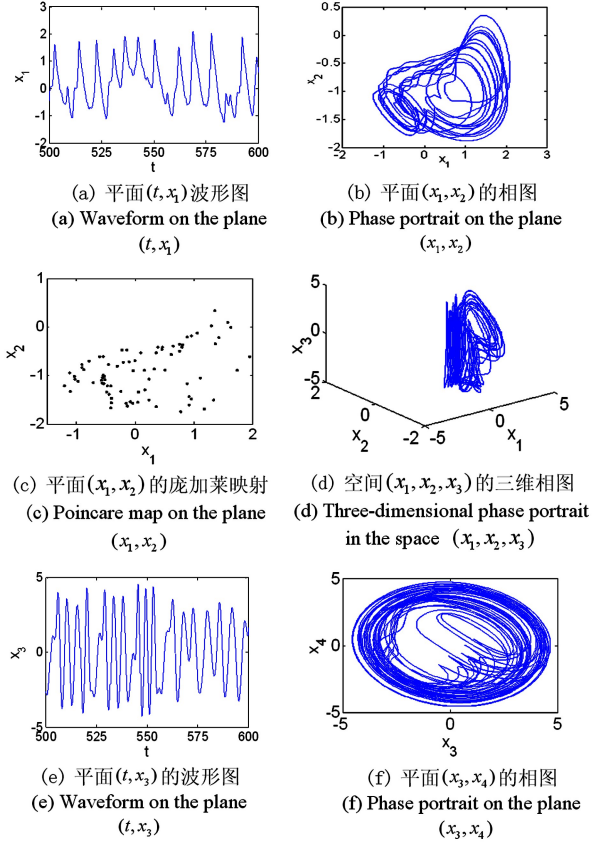 3
2
1
0
-1
-2
x₁
500 525 550 575 600
t
(a) 平面(t, x₁)波形图
(a) Waveform on the plane
(t, x₁)
0.5
0
-0.5
-1.0
-1.5
-2
x₂
-2 -1 0 1 2 3
x₁
(b) 平面(x₁, x₂)的相图
(b) Phase portrait on the plane
(x₁, x₂)
1
0
-1
-2
x₂
-1 0 1 2
x₁
(c) 平面(x₁, x₂)的庞加莱映射
(c) Poincare map on the plane
(x₁, x₂)
5
0
-5
x₃
2
0
-2
x₂
-5
0
5
x₁
(d) 空间(x₁, x₂, x₃)的三维相图
(d) Three-dimensional phase portrait
in the space (x₁, x₂, x₃)
5
0
-5
x₃
500 525 550 575 600
t
(e) 平面(t, x₃)的波形图
(e) Waveform on the plane
(t, x₃)
5
0
-5
x₄
-5 0 5
x₃
(f) 平面(x₃, x₄)的相图
(f) Phase portrait on the plane
(x₃, x₄)